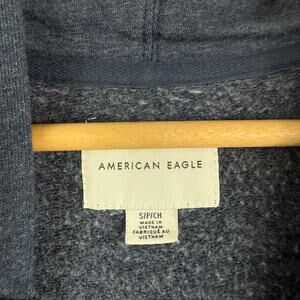 AMERICAN EAGLE
S/P/CH
MADE IN
VIETNAM
FABRIQUÉ AU
VIETNAM